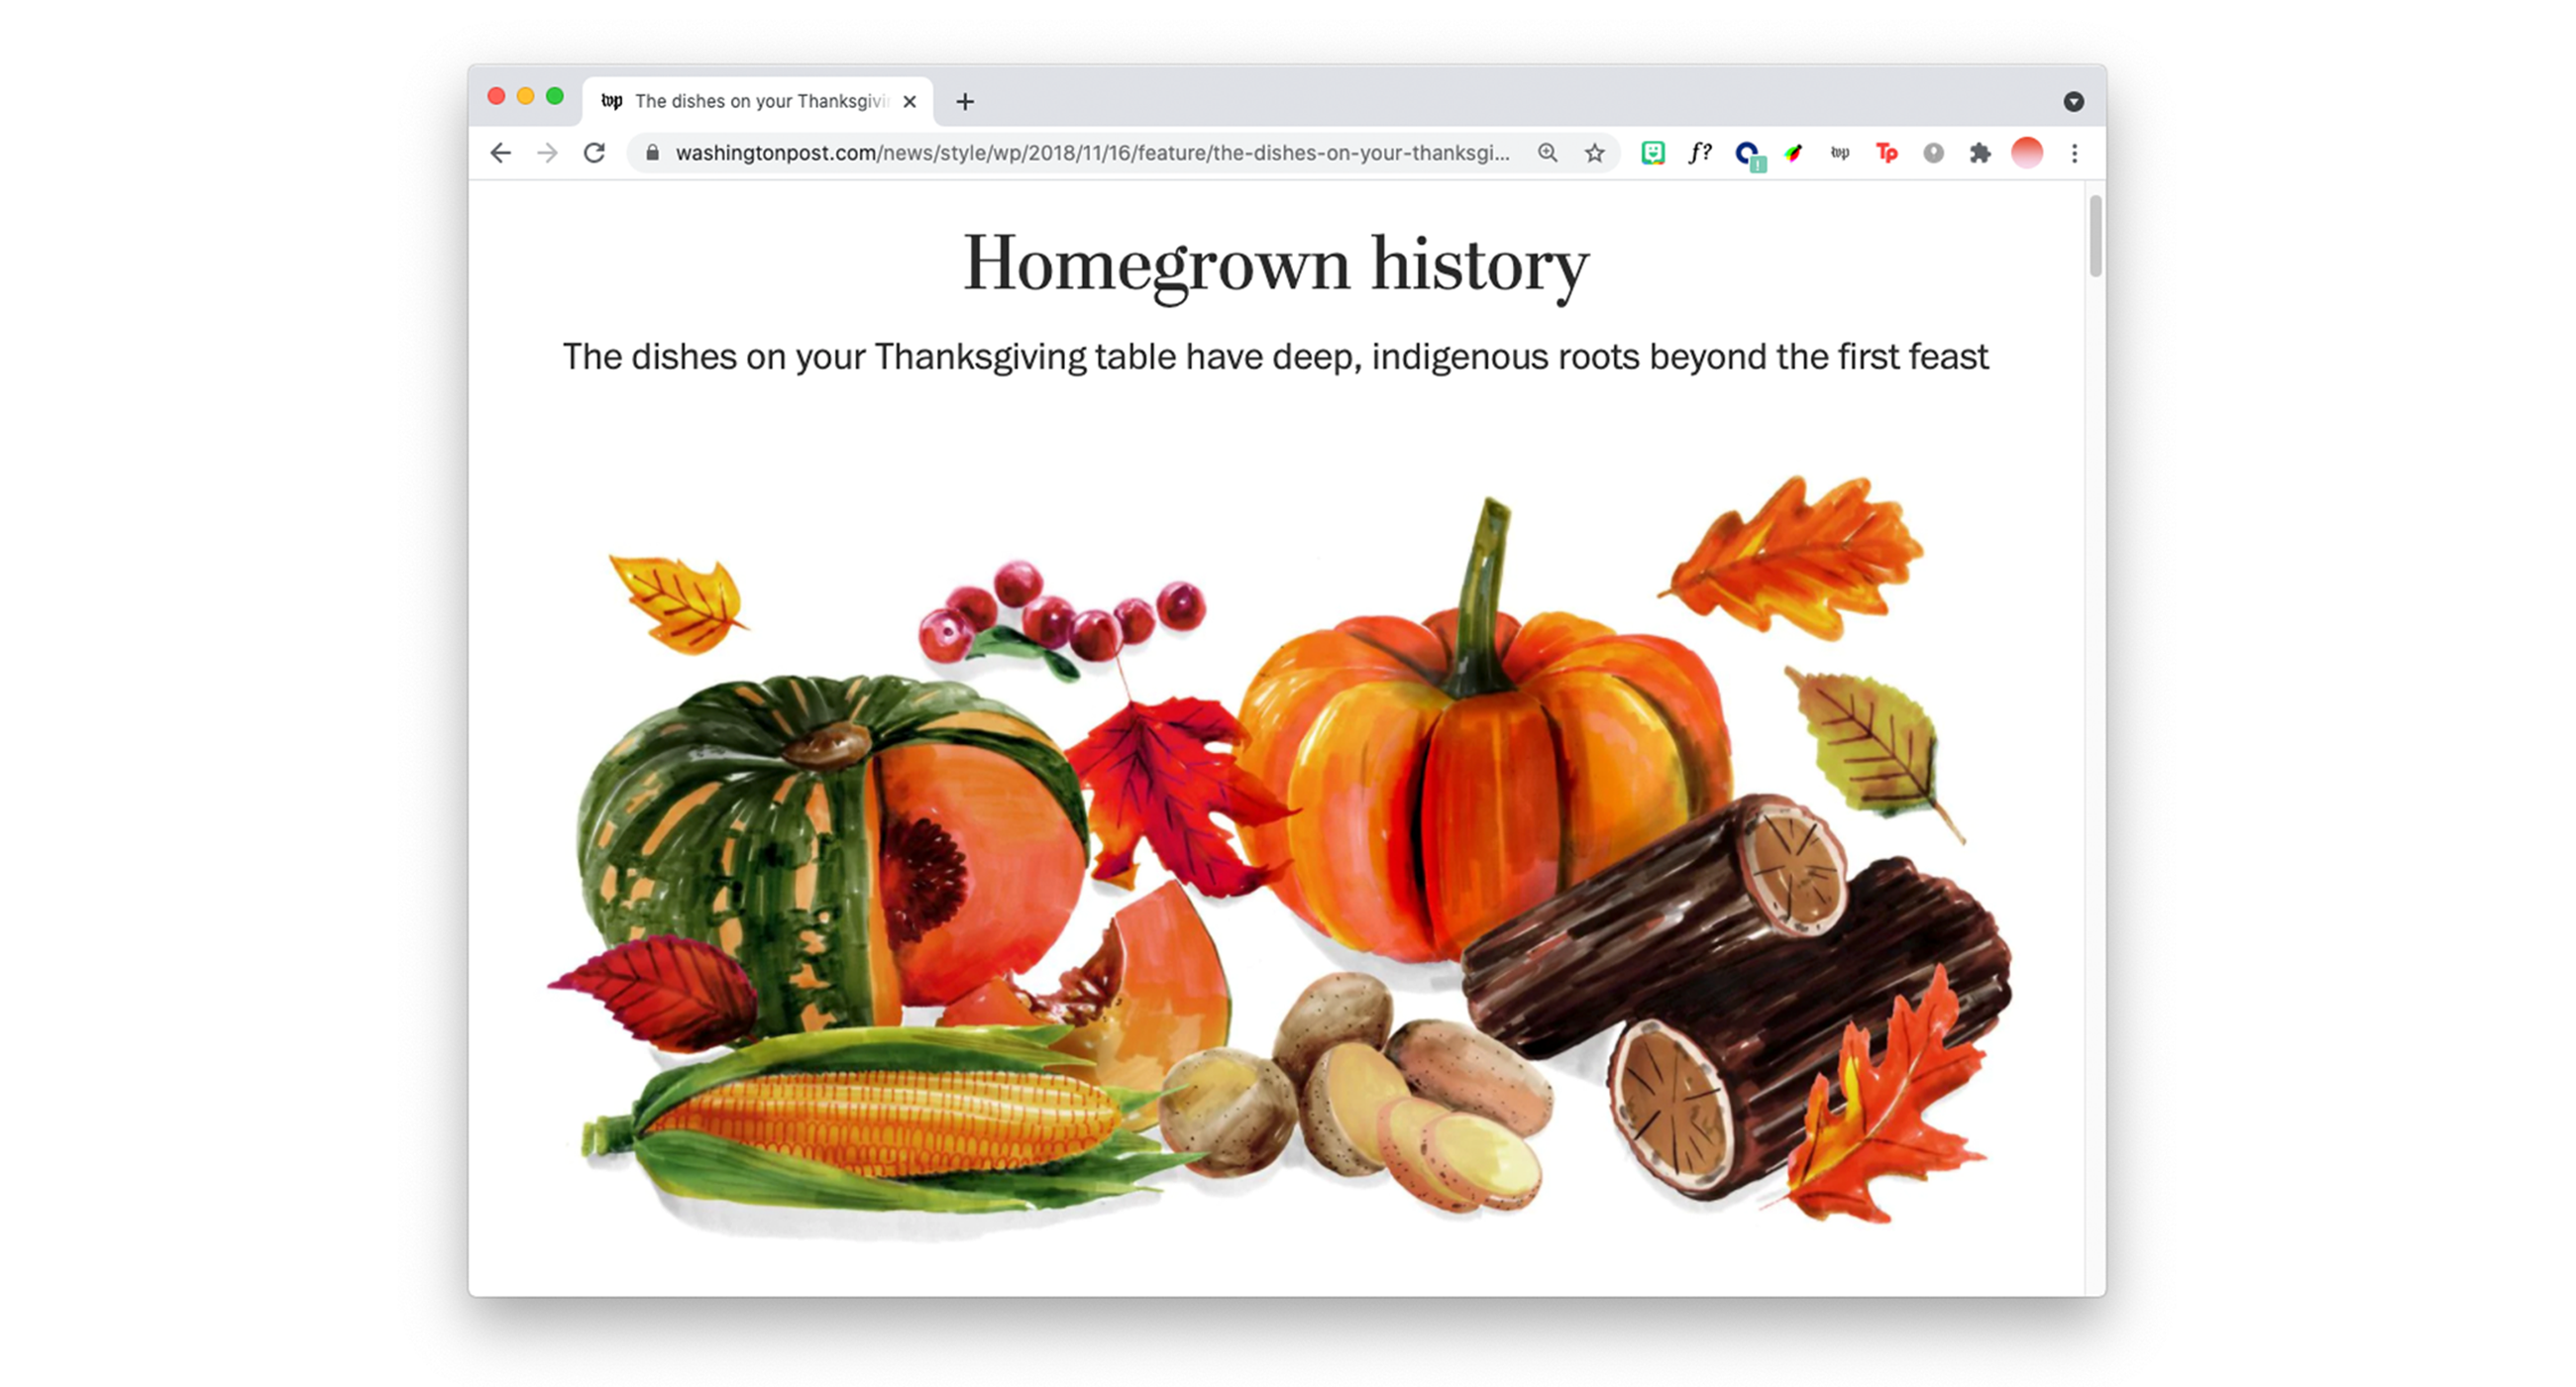 wp The dishes on your Thanksgivin
washingtonpost.com/news/style/wp/2018/11/16/feature/the-dishes-on-your-thanksgi...
f?
wp
Tp
Homegrown history
The dishes on your Thanksgiving table have deep, indigenous roots beyond the first feast